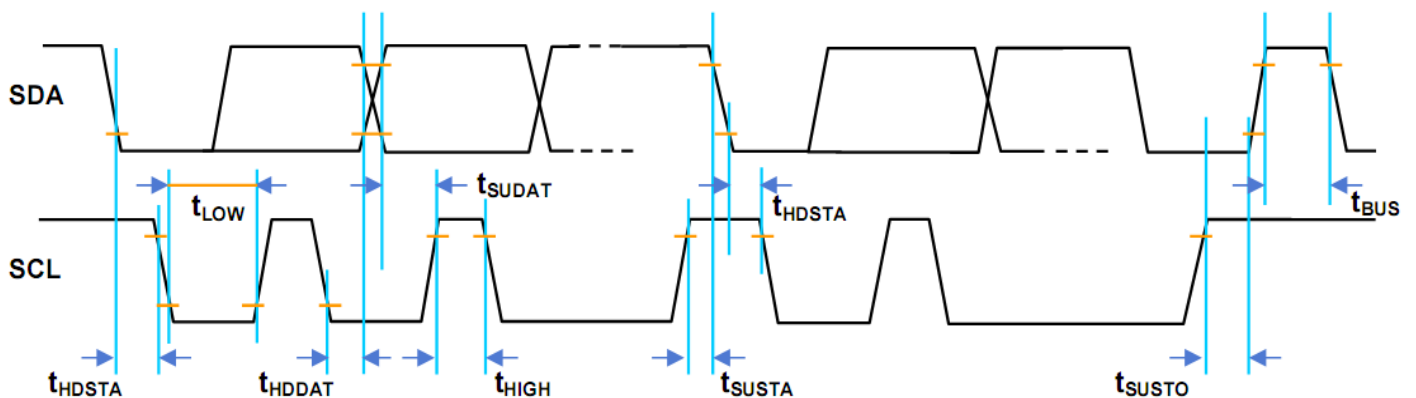 SDA
tSUDAT
tLOW
tHDSTA
tBUS
SCL
tHDSTA
tHDDAT
tHIGH
tSUSTA
tSUSTO